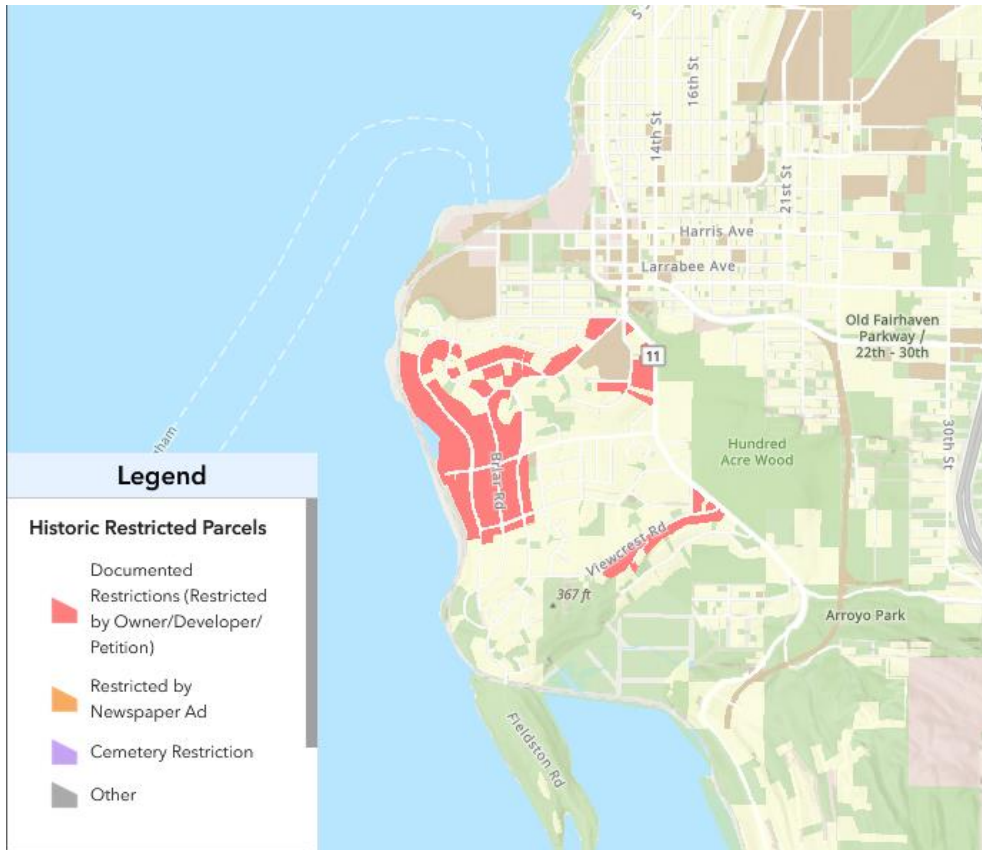 16th St
14th St
21st St
Harris Ave
Larrabee Ave
Old Fairhaven
Parkway /
22th - 30th
11
30th St
Hundred
Acre Wood
Briar Rd
Viewcrest Rd
367 ft
Arroyo Park
Fieldston Rd
Legend
Historic Restricted Parcels
Documented
Restrictions (Restricted
by Owner/Developer/
Petition)
Restricted by
Newspaper Ad
Cemetery Restriction
Other